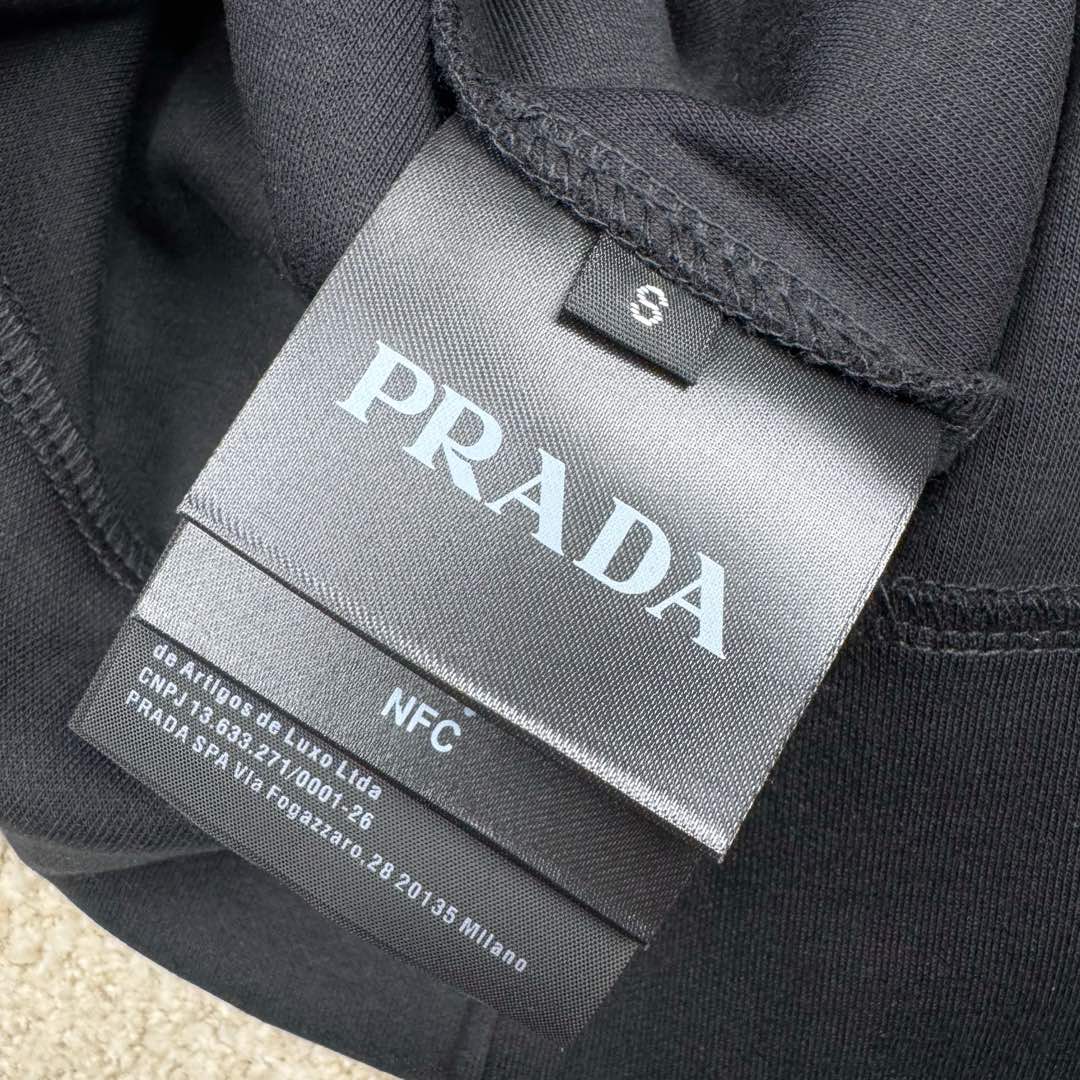 S
PRADA
NFC
de Artigos de Luxo Ltda
CNPJ 13.633.271/0001-26
PRADA SPA Via Fogazzaro, 28 20135 Milano